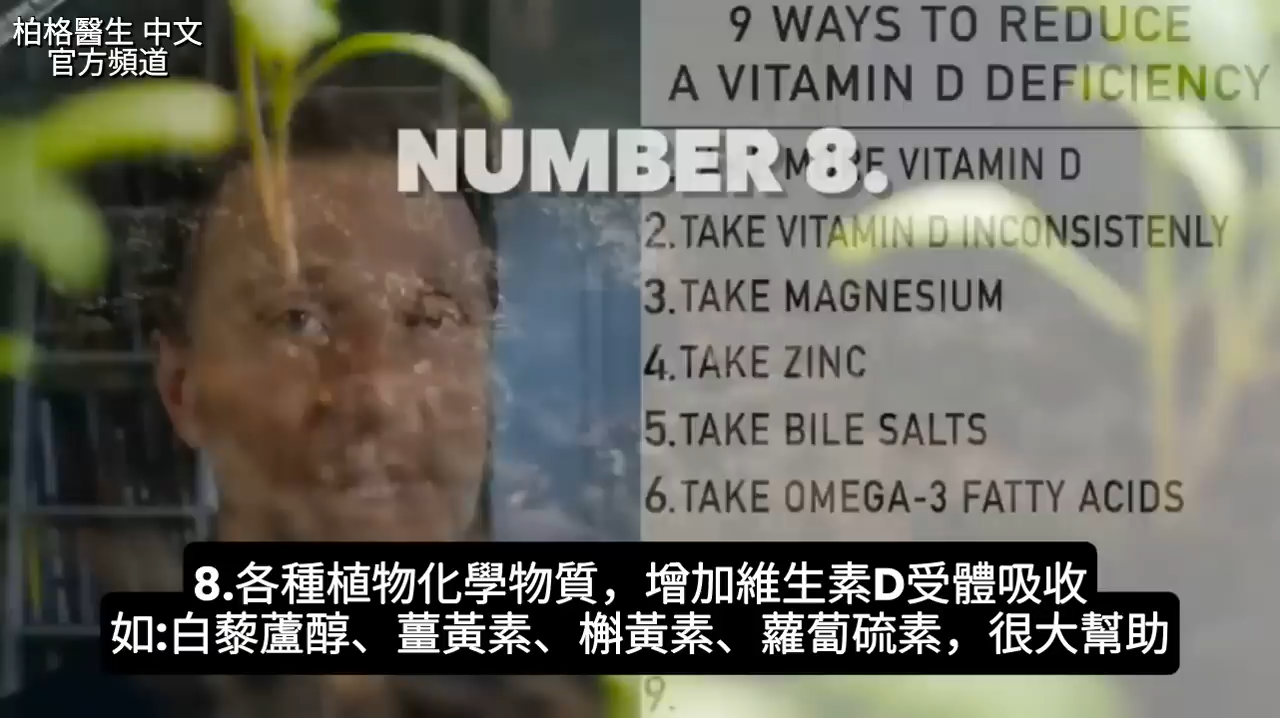 柏格醫生 中文
官方頻道
9 WAYS TO REDUCE
A VITAMIN D DEFICIENCY
NUMBER 8.
VITAMIN D
2.TAKE VITAMIN D INCONSISTENLY
3.TAKE MAGNESIUM
4.TAKE ZINC
5.TAKE BILE SALTS
6.TAKE OMEGA-3 FATTY ACIDS
8.各種植物化學物質，增加維生素D受體吸收
如:白藜蘆醇、薑黃素、槲黃素、蘿蔔硫素，很大幫助
9.